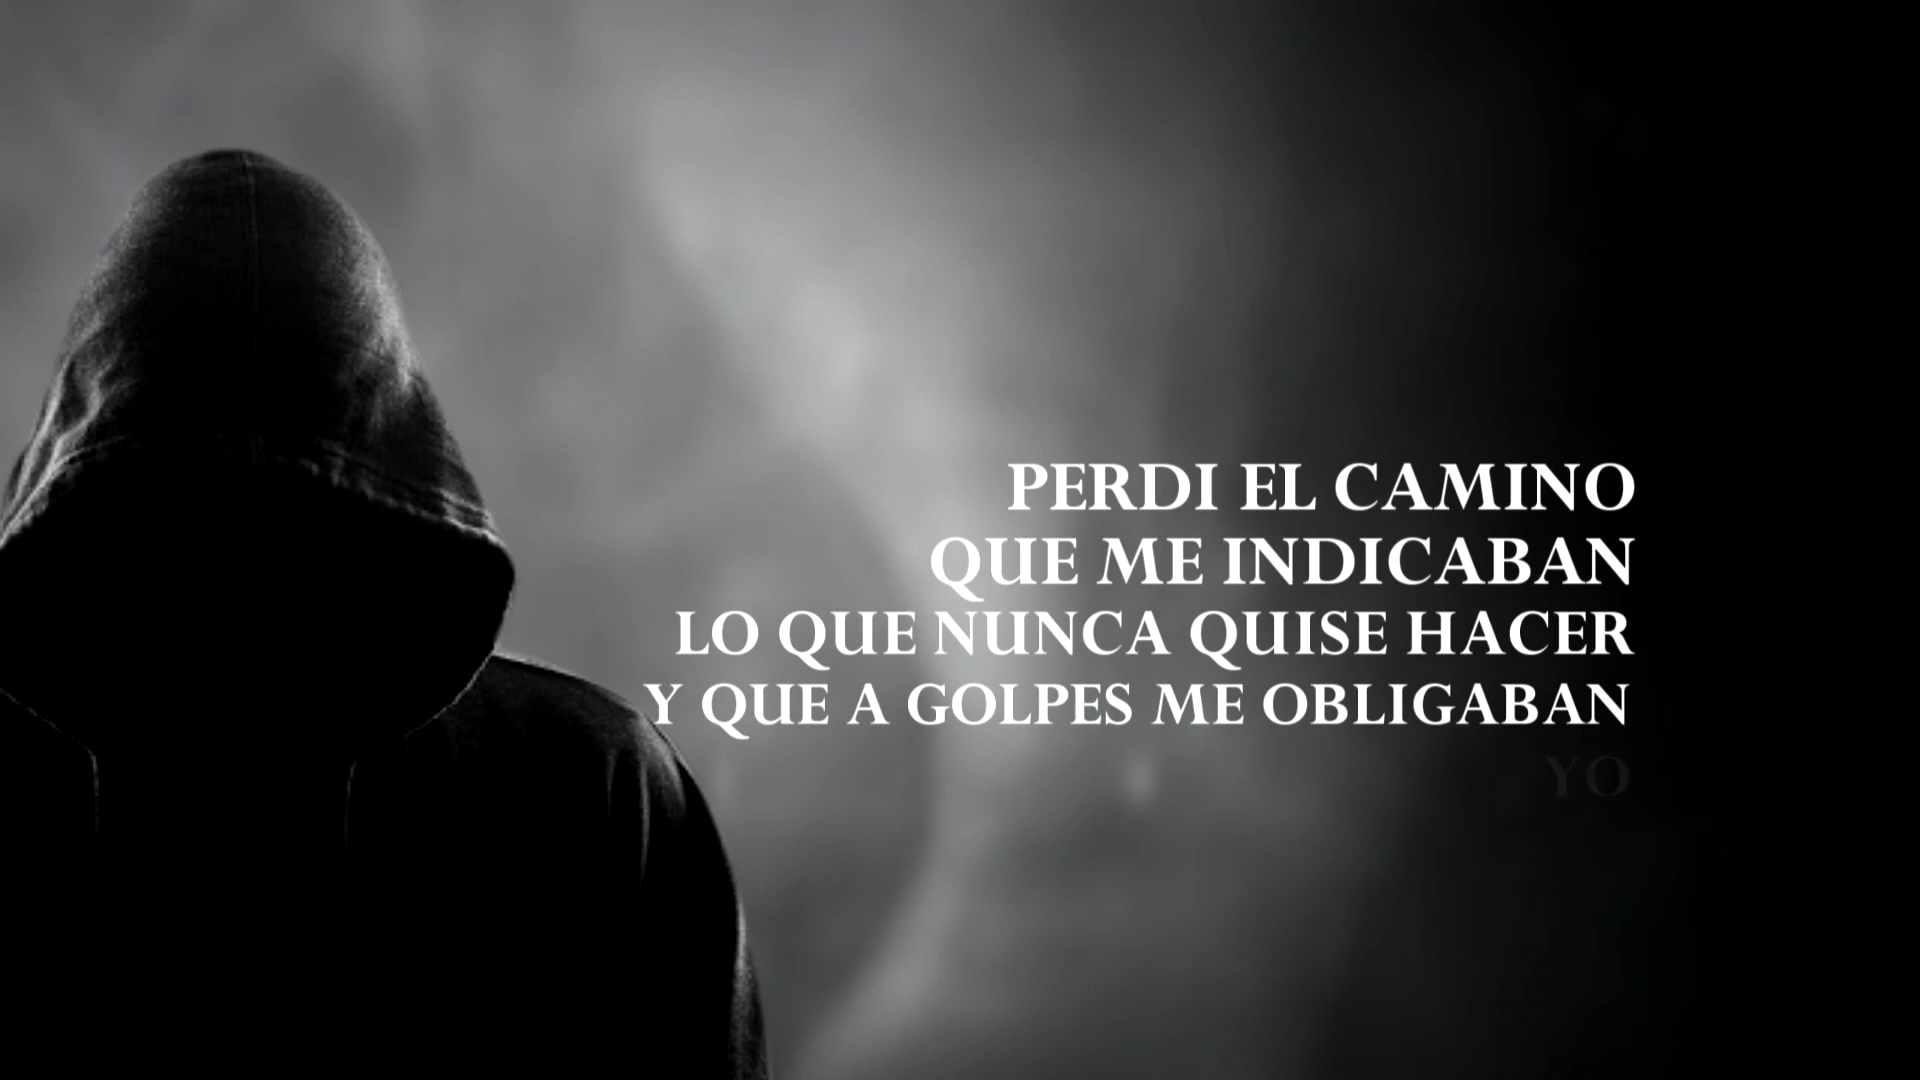 PERDI EL CAMINO
QUE ME INDICABAN
LO QUE NUNCA QUISE HACER
Y QUE A GOLPES ME OBLIGABAN
YO